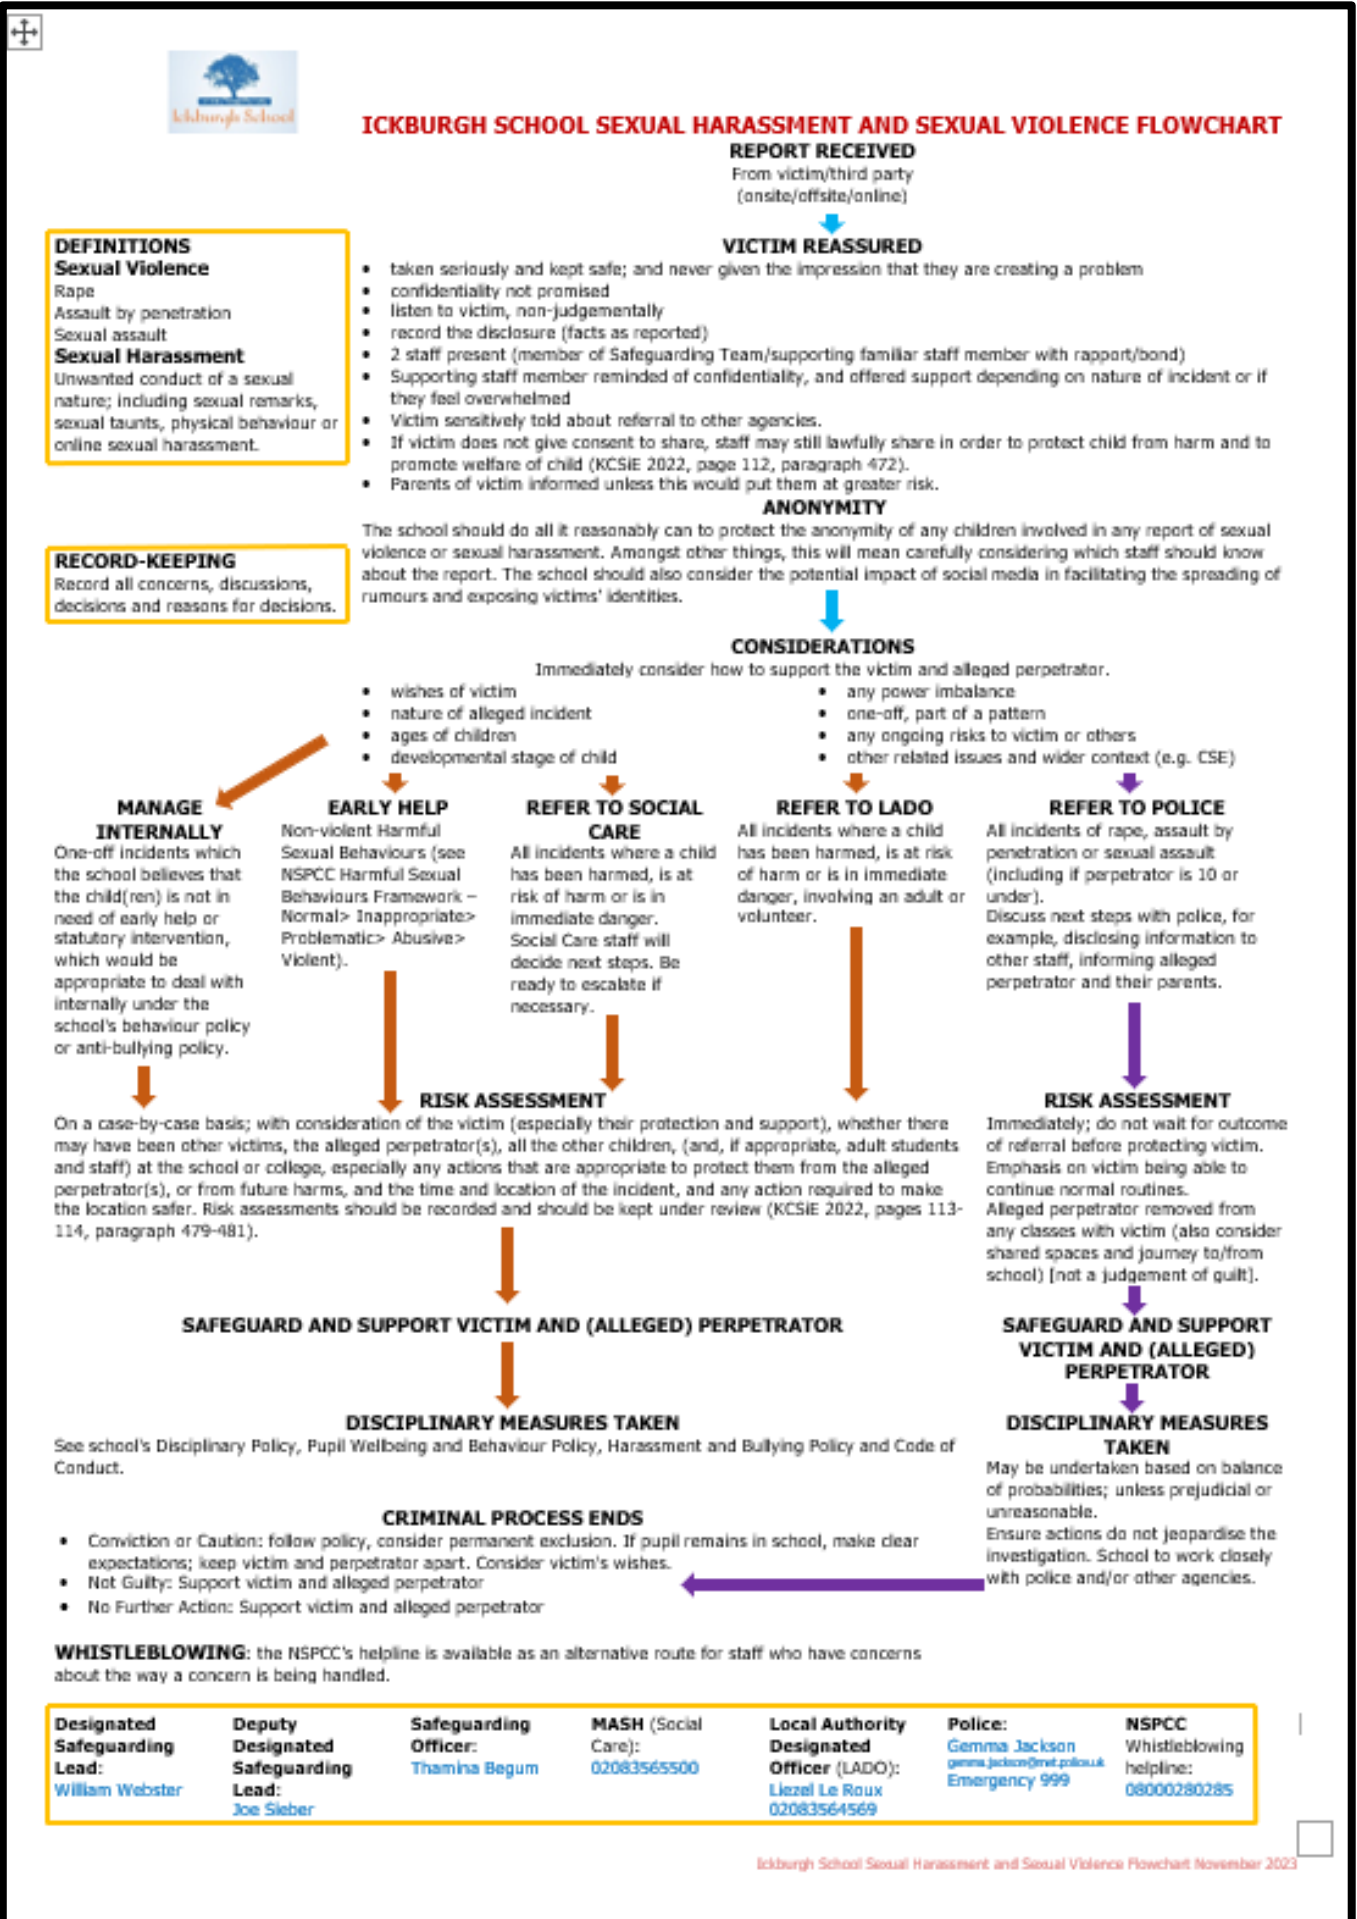 Ickburgh School
ICKBURGH SCHOOL SEXUAL HARASSMENT AND SEXUAL VIOLENCE FLOWCHART
REPORT RECEIVED
From victim/third party
(onsite/offsite/online)
DEFINITIONS
Sexual Violence
Rape
Assault by penetration
Sexual assault
Sexual Harassment
Unwanted conduct of a sexual
nature; including sexual remarks,
sexual taunts, physical behaviour or
online sexual harassment.
VICTIM REASSURED
• taken seriously and kept safe; and never given the impression that they are creating a problem
• confidentiality not promised
• listen to victim, non-judgementally
• record the disclosure (facts as reported)
• 2 staff present (member of Safeguarding Team/supporting familiar staff member with rapport/bond)
• Supporting staff member reminded of confidentiality, and offered support depending on nature of incident or if
they feel overwhelmed
• Victim sensitively told about referral to other agencies.
• If victim does not give consent to share, staff may still lawfully share in order to protect child from harm and to
promote welfare of child (KCSiE 2022, page 112, paragraph 472).
• Parents of victim informed unless this would put them at greater risk.
ANONYMITY
The school should do all it reasonably can to protect the anonymity of any children involved in any report of sexual
violence or sexual harassment. Amongst other things, this will mean carefully considering which staff should know
about the report. The school should also consider the potential impact of social media in facilitating the spreading of
rumours and exposing victims' identities.
RECORD-KEEPING
Record all concerns, discussions,
decisions and reasons for decisions.
CONSIDERATIONS
Immediately consider how to support the victim and alleged perpetrator.
• wishes of victim
• nature of alleged incident
• ages of children
• developmental stage of child
• any power imbalance
• one-off, part of a pattern
• any ongoing risks to victim or others
• other related issues and wider context (e.g. CSE)
MANAGE
INTERNALLY
One-off incidents which
the school believes that
the child(ren) is not in
need of early help or
statutory intervention,
which would be
appropriate to deal with
internally under the
school's behaviour policy
or anti-bullying policy.
EARLY HELP
Non-violent Harmful
Sexual Behaviours (see
NSPCC Harmful Sexual
Behaviours Framework –
Normal> Inappropriate>
Problematic> Abusive>
Violent).
REFER TO SOCIAL
CARE
All incidents where a child
has been harmed, is at
risk of harm or is in
immediate danger.
Social Care staff will
decide next steps. Be
ready to escalate if
necessary.
REFER TO LADO
All incidents where a child
has been harmed, is at risk
of harm or is in immediate
danger, involving an adult or
volunteer.
REFER TO POLICE
All incidents of rape, assault by
penetration or sexual assault
(including if perpetrator is 10 or
under).
Discuss next steps with police, for
example, disclosing information to
other staff, informing alleged
perpetrator and their parents.
RISK ASSESSMENT
On a case-by-case basis; with consideration of the victim (especially their protection and support), whether there
may have been other victims, the alleged perpetrator(s), all the other children, (and, if appropriate, adult students
and staff) at the school or college, especially any actions that are appropriate to protect them from the alleged
perpetrator(s), or from future harms, and the time and location of the incident, and any action required to make
the location safer. Risk assessments should be recorded and should be kept under review (KCSiE 2022, pages 113-
114, paragraph 479-481).
RISK ASSESSMENT
Immediately; do not wait for outcome
of referral before protecting victim.
Emphasis on victim being able to
continue normal routines.
Alleged perpetrator removed from
any classes with victim (also consider
shared spaces and journey to/from
school) [not a judgement of guilt].
SAFEGUARD AND SUPPORT VICTIM AND (ALLEGED) PERPETRATOR
SAFEGUARD AND SUPPORT
VICTIM AND (ALLEGED)
PERPETRATOR
DISCIPLINARY MEASURES TAKEN
See school's Disciplinary Policy, Pupil Wellbeing and Behaviour Policy, Harassment and Bullying Policy and Code of
Conduct.
DISCIPLINARY MEASURES
TAKEN
May be undertaken based on balance
of probabilities; unless prejudicial or
unreasonable.
Ensure actions do not jeopardise the
investigation. School to work closely
with police and/or other agencies.
CRIMINAL PROCESS ENDS
• Conviction or Caution: follow policy, consider permanent exclusion. If pupil remains in school, make clear
expectations; keep victim and perpetrator apart. Consider victim's wishes.
• Not Guilty: Support victim and alleged perpetrator
• No Further Action: Support victim and alleged perpetrator
WHISTLEBLOWING: the NSPCC's helpline is available as an alternative route for staff who have concerns
about the way a concern is being handled.
Designated
Safeguarding
Lead:
William Webster
Deputy
Designated
Safeguarding
Lead:
Joe Sieber
Safeguarding
Officer:
Thamina Begum
MASH (Social
Care):
02083565500
Local Authority
Designated
Officer (LADO):
Liezel Le Roux
02083564569
Police:
Gemma Jackson
gemma.jackson@met.police.uk
Emergency 999
NSPCC
Whistleblowing
helpline:
08000280285
Ickburgh School Sexual Harassment and Sexual Violence Flowchart November 2023